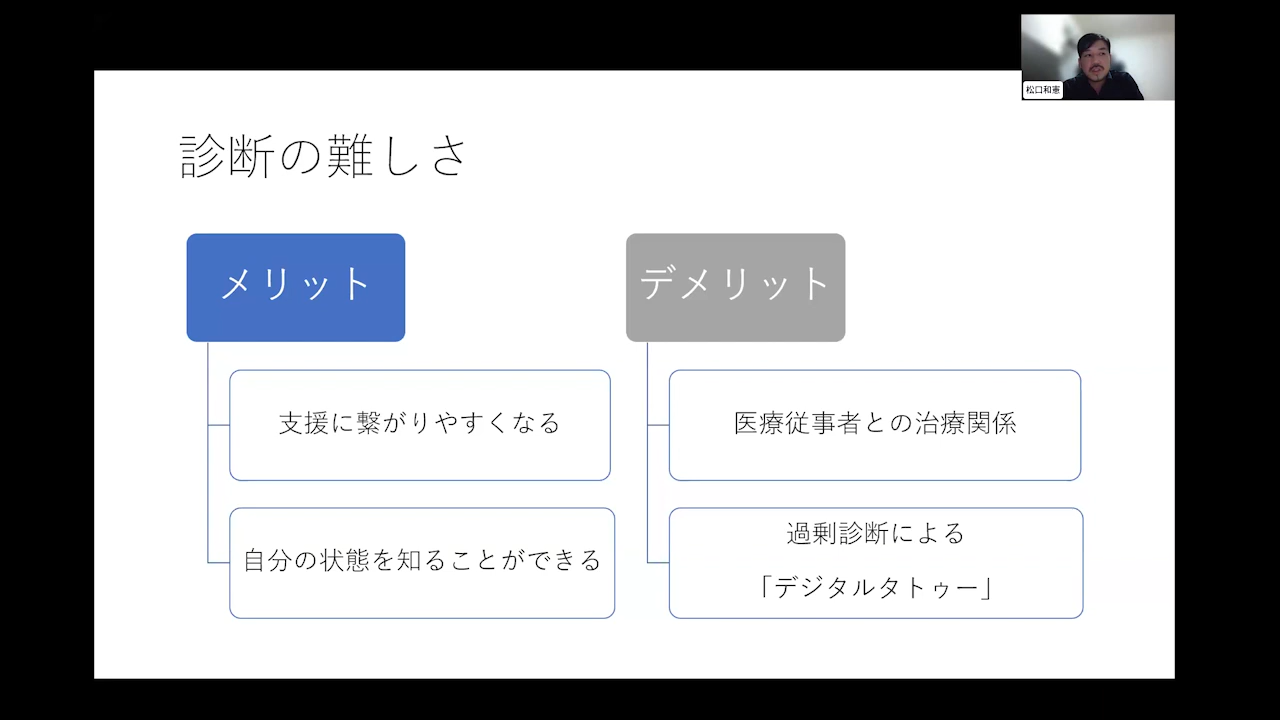 松口和憲
診断の難しさ
メリット
支援に繋がりやすくなる
自分の状態を知ることができる
デメリット
医療従事者との治療関係
過剰診断による
「デジタルタトゥー」